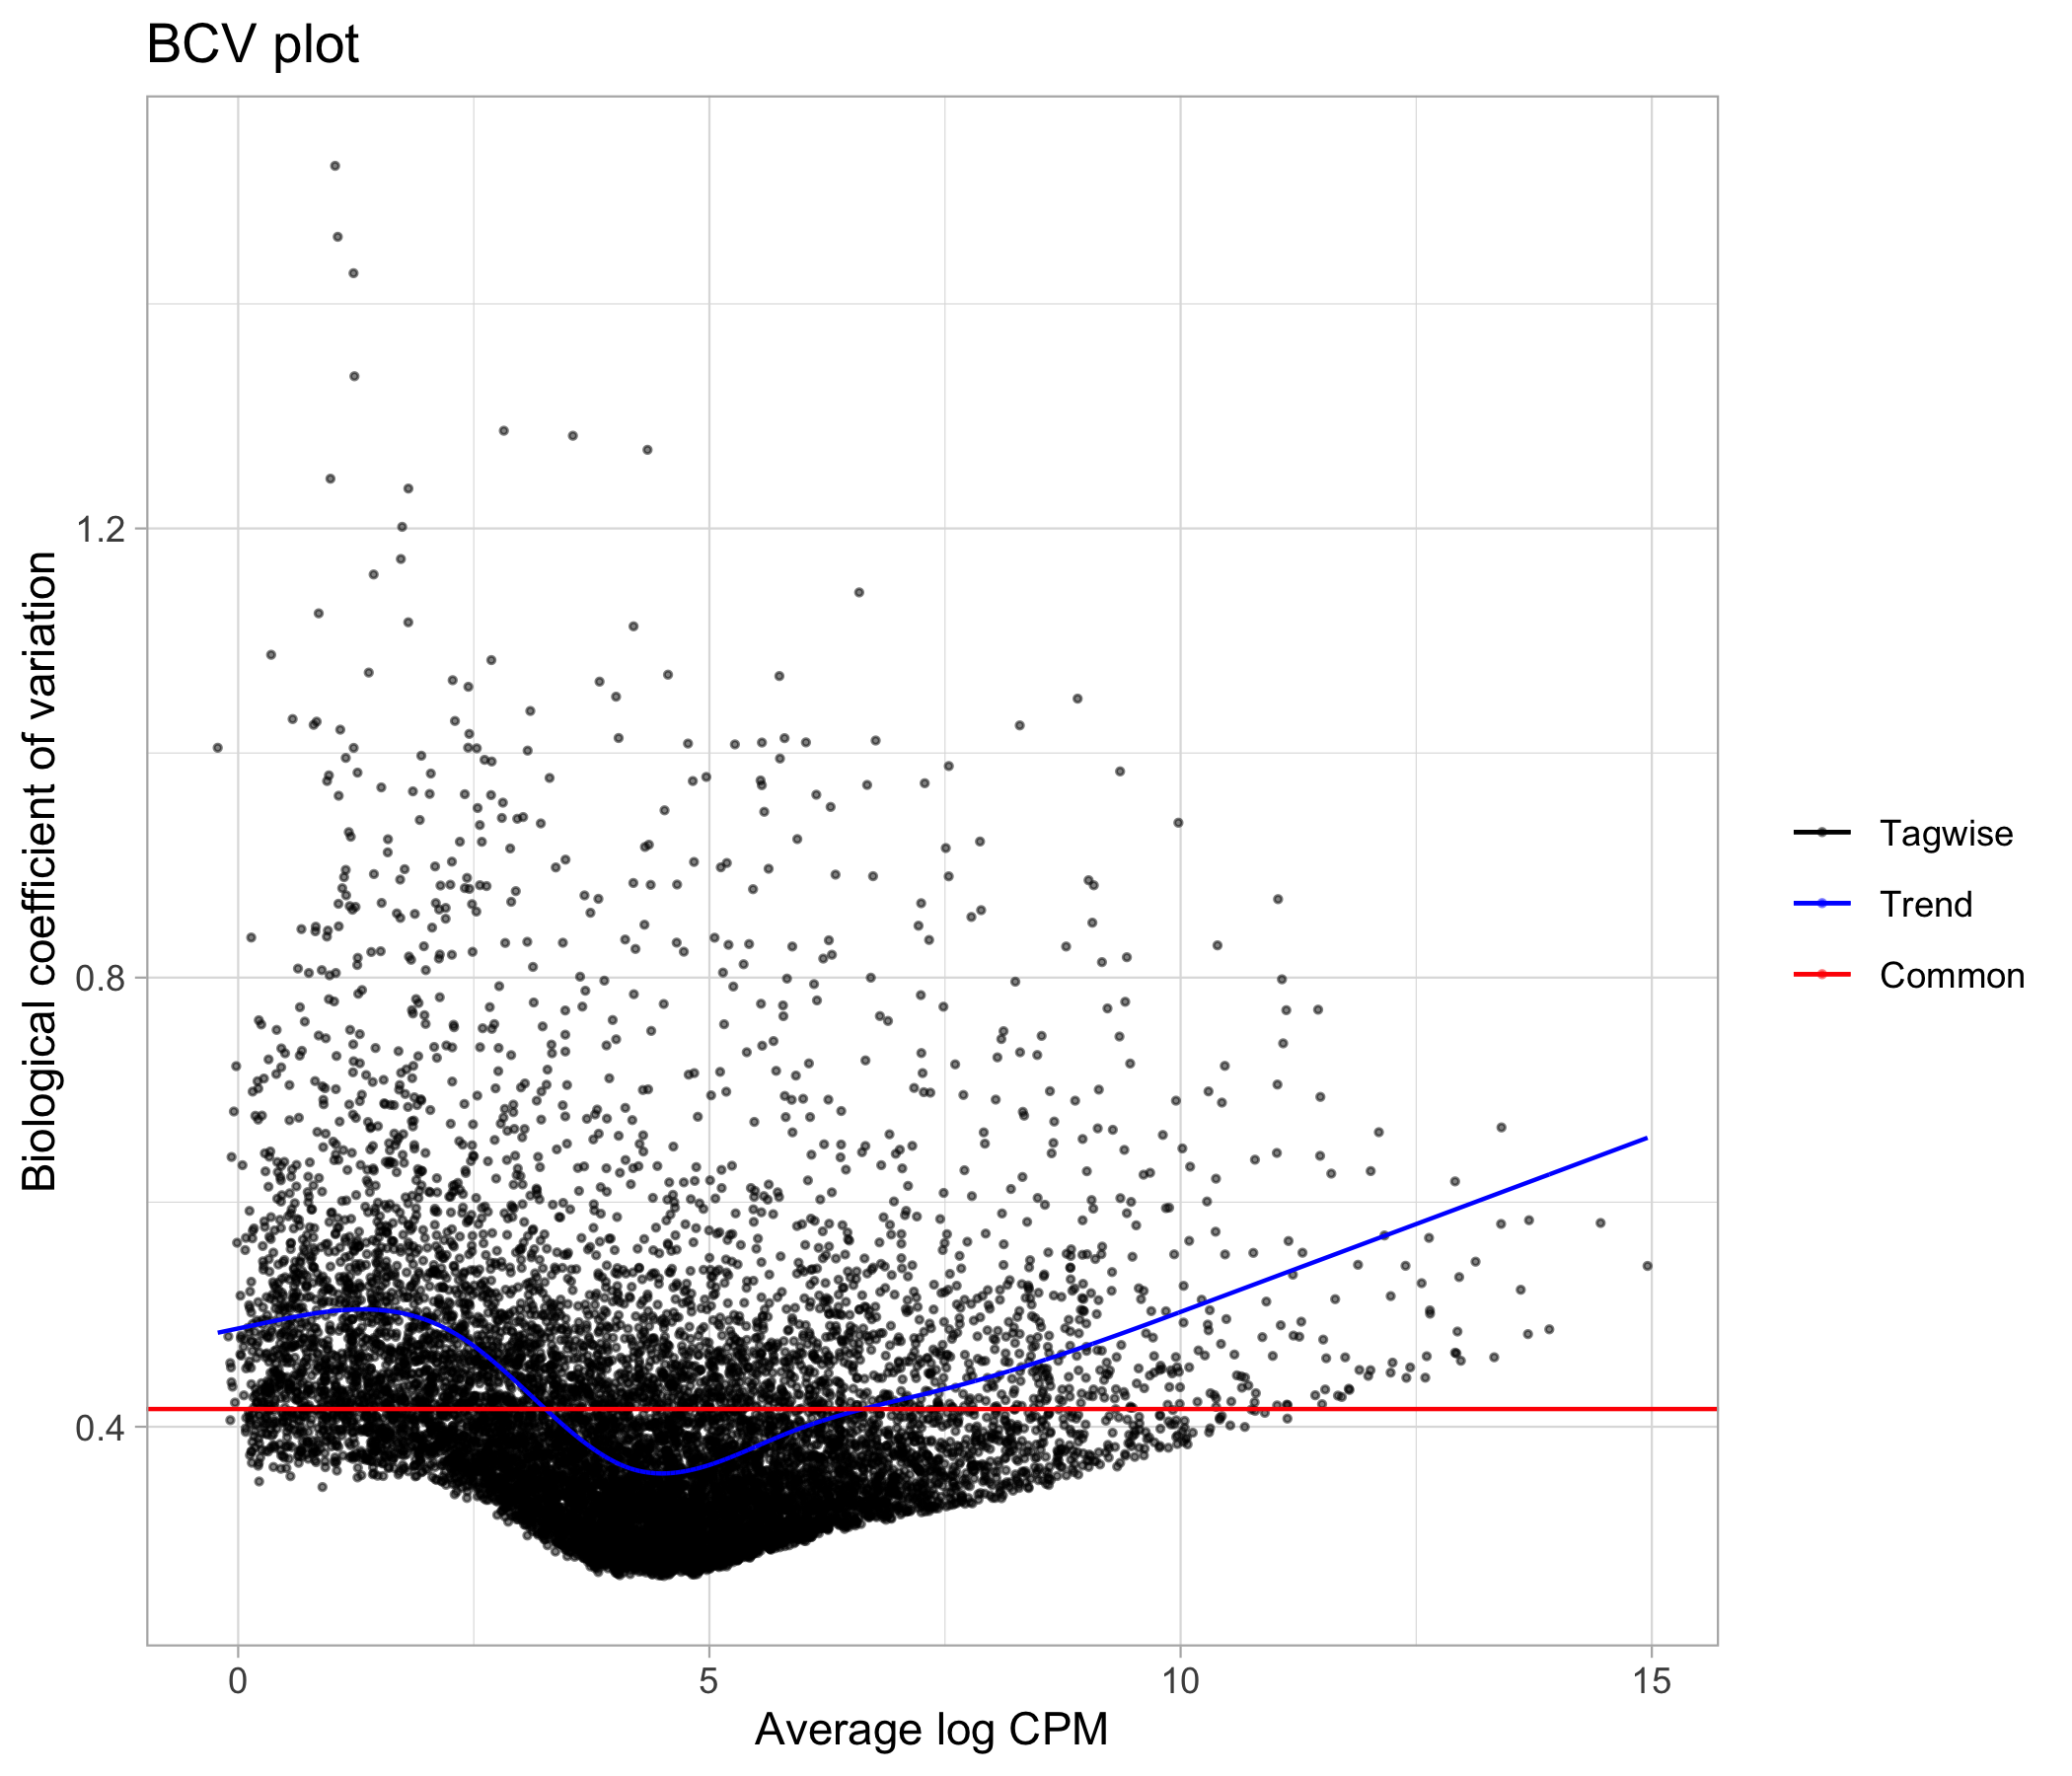 BCV plot
Biological coefficient of variation
1.2
0.8
0.4
0
5
10
15
Average log CPM
Tagwise
Trend
Common